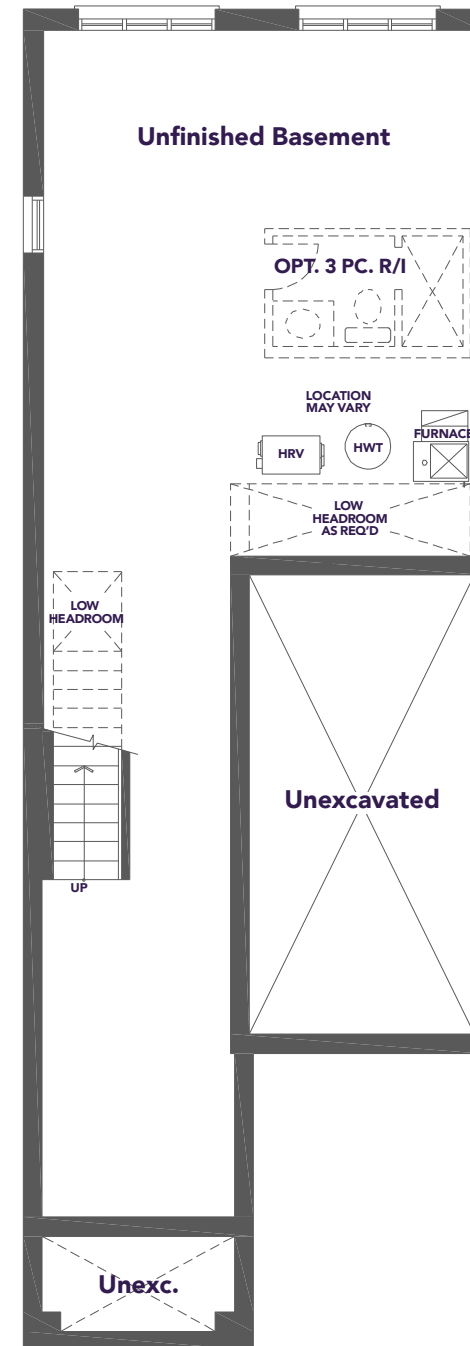 Unfinished Basement
OPT. 3 PC. R/I
LOCATION
MAY VARY
HRV
HWT
FURNACE
LOW
HEADROOM
AS REQ'D
LOW
HEADROOM
Unexcavated
UP
Unexc.